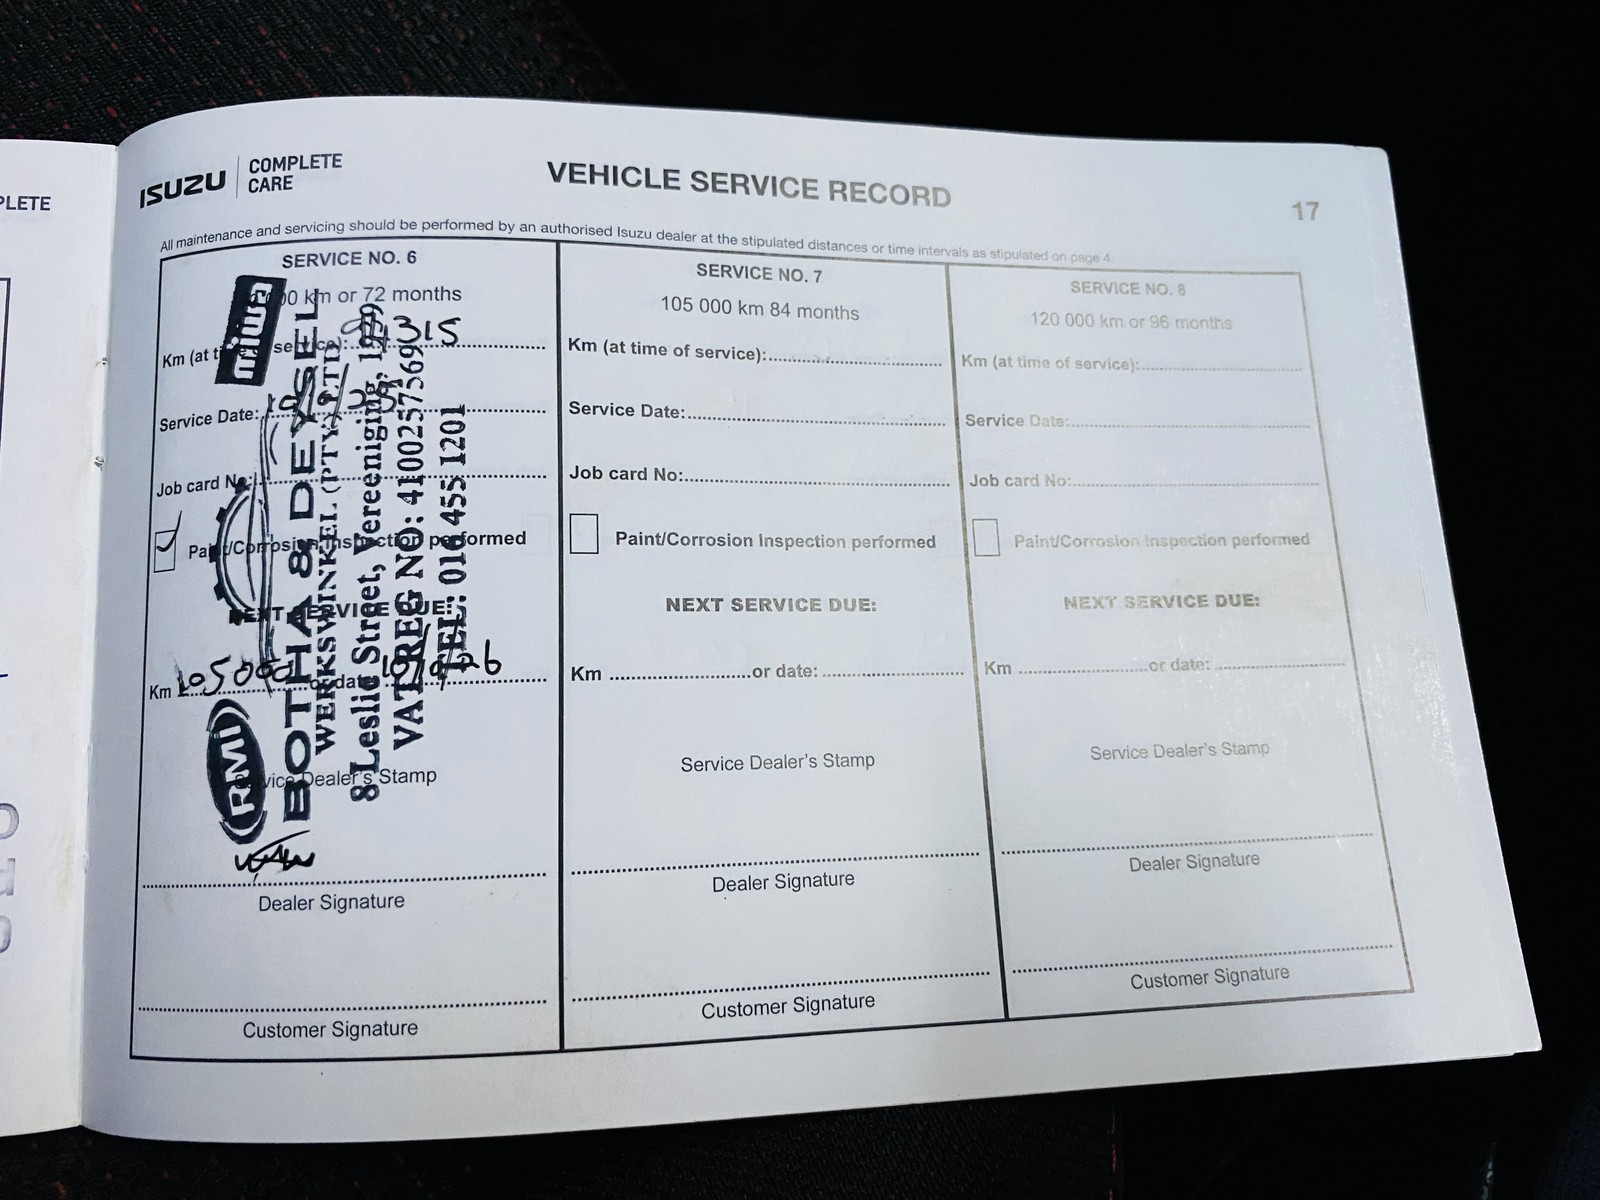 PLETE
ISUZU COMPLETE CARE
VEHICLE SERVICE RECORD
17
All maintenance and servicing should be performed by an authorised Isuzu dealer at the stipulated distances or time intervals as stipulated on page 4.
SERVICE NO. 6
00 km or 72 months
Km (at time of service):
Service Date:
Job card No:
Paint/Corrosion Inspection performed
NEXT SERVICE DUE:
Km 105000 or date:
Service Dealer's Stamp
Dealer Signature
Customer Signature
miwa
RMI
BOTHA & DEYSEL
WERKSWINKEL (PTY) LTD
8 Leslie Street, Vereeniging, 1939
VAT REG NO: 4100257569
TEL: 016 455 1201
SERVICE NO. 7
105 000 km 84 months
Km (at time of service):
Service Date:
Job card No:
Paint/Corrosion Inspection performed
NEXT SERVICE DUE:
Km or date:
Service Dealer's Stamp
Dealer Signature
Customer Signature
SERVICE NO. 8
120 000 km or 96 months
Km (at time of service):
Service Date:
Job card No:
Paint/Corrosion Inspection performed
NEXT SERVICE DUE:
Km or date:
Service Dealer's Stamp
Dealer Signature
Customer Signature